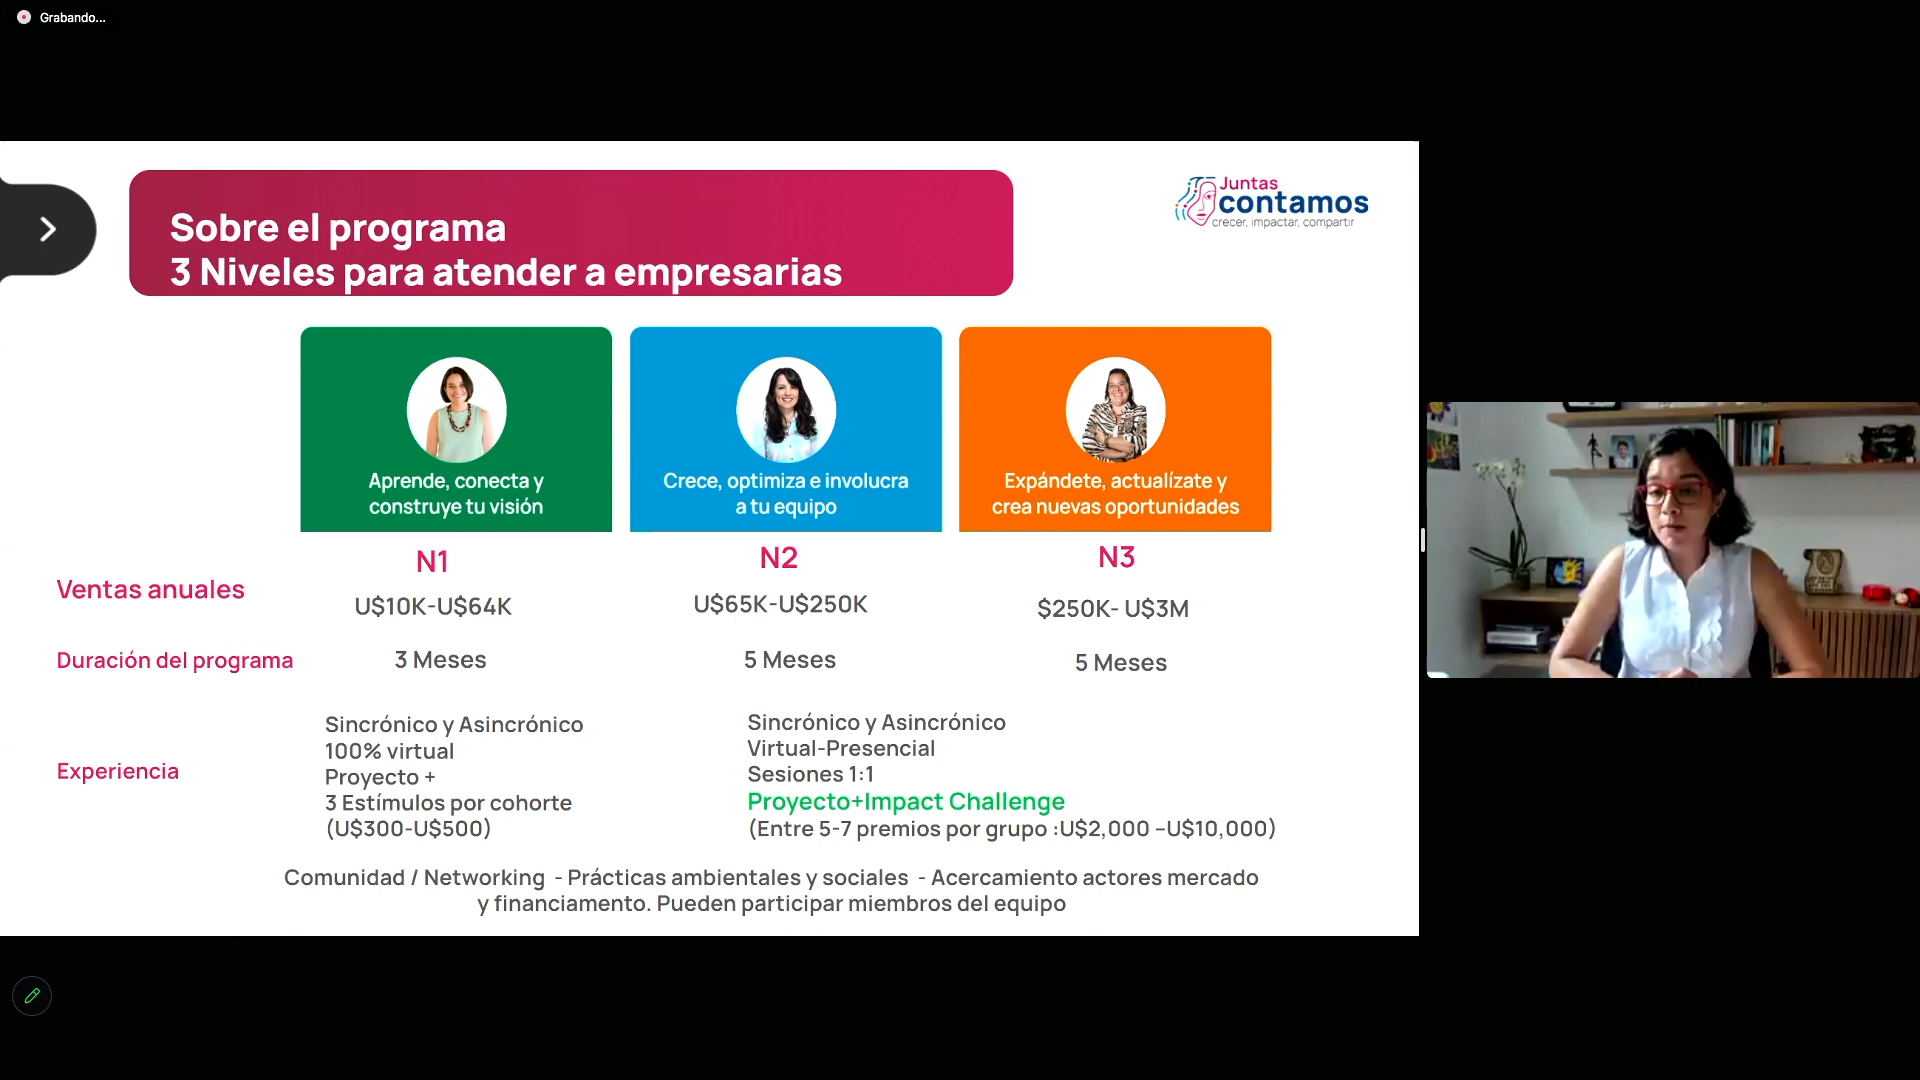 Grabando...
Sobre el programa
3 Niveles para atender a empresarias
Juntas
contamos
crecer, impactar, compartir
Aprende, conecta y
construye tu visión
Crece, optimiza e involucra
a tu equipo
Expándete, actualízate y
crea nuevas oportunidades
N1
N2
N3
Ventas anuales
U$10K-U$64K
U$65K-U$250K
$250K- U$3M
Duración del programa
3 Meses
5 Meses
5 Meses
Experiencia
Sincrónico y Asincrónico
100% virtual
Proyecto +
3 Estímulos por cohorte
(U$300-U$500)
Sincrónico y Asincrónico
Virtual-Presencial
Sesiones 1:1
Proyecto+Impact Challenge
(Entre 5-7 premios por grupo :U$2,000 –U$10,000)
Comunidad / Networking  - Prácticas ambientales y sociales  - Acercamiento actores mercado
y financiamento. Pueden participar miembros del equipo